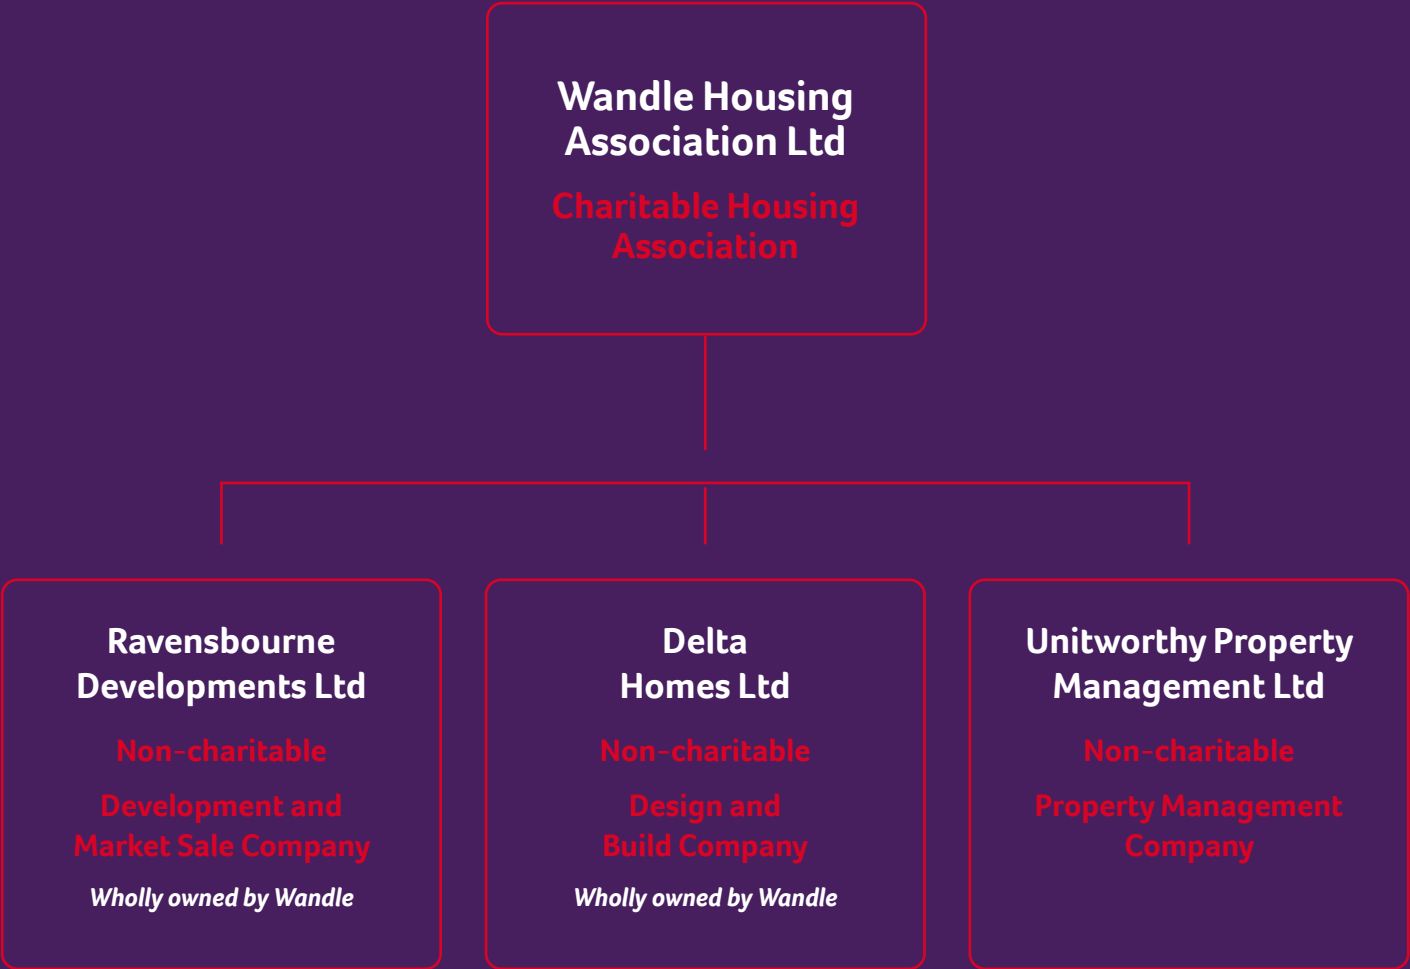 Wandle Housing
Association Ltd
Charitable Housing
Association
Ravensbourne
Developments Ltd
Non-charitable
Development and
Market Sale Company
Wholly owned by Wandle
Delta
Homes Ltd
Non-charitable
Design and
Build Company
Wholly owned by Wandle
Unitworthy Property
Management Ltd
Non-charitable
Property Management
Company